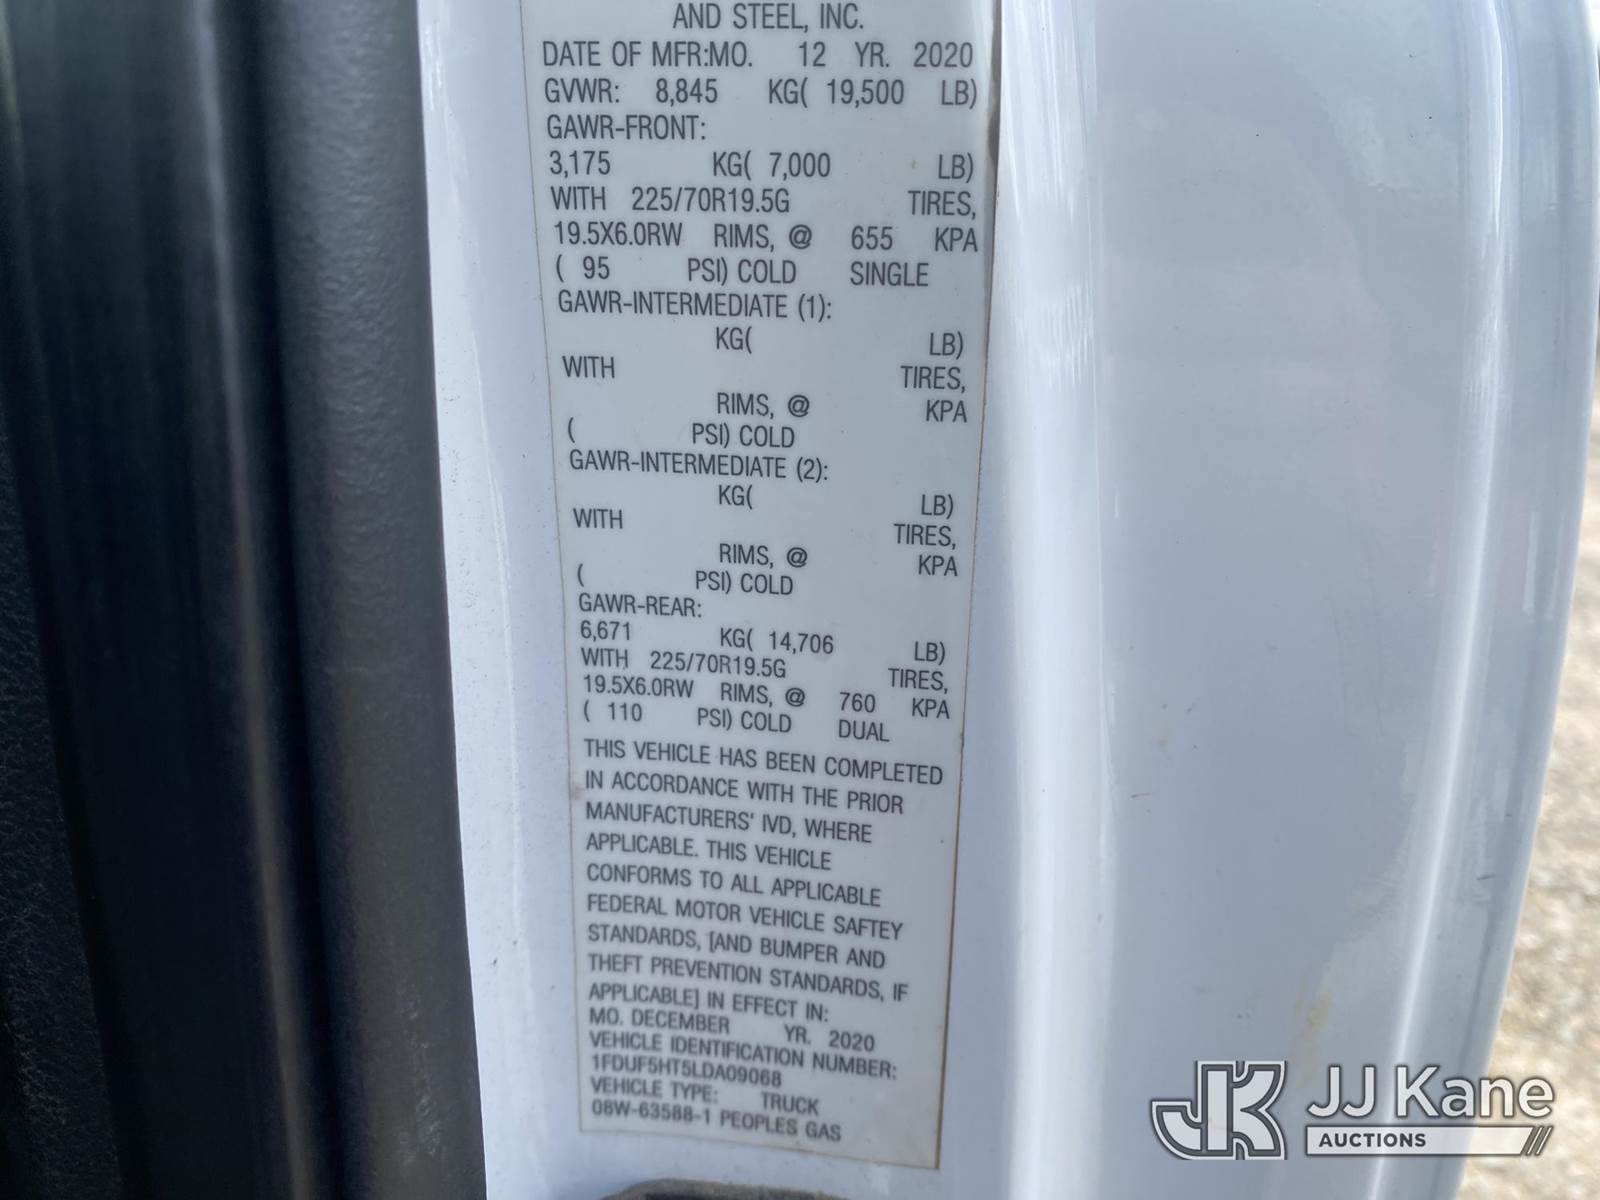 AND STEEL, INC.
DATE OF MFR:MO. 12 YR. 2020
GVWR: 8,845 KG( 19,500 LB)
GAWR-FRONT:
3,175 KG( 7,000 LB)
WITH 225/70R19.5G TIRES,
19.5X6.0RW RIMS, @ 655 KPA
( 95 PSI) COLD SINGLE
GAWR-INTERMEDIATE (1):
KG( LB)
WITH TIRES,
RIMS, @ KPA
( PSI) COLD
GAWR-INTERMEDIATE (2):
KG( LB)
WITH TIRES,
RIMS, @ KPA
( PSI) COLD
GAWR-REAR:
6,671 KG( 14,706 LB)
WITH 225/70R19.5G TIRES,
19.5X6.0RW RIMS, @ 760 KPA
( 110 PSI) COLD DUAL
THIS VEHICLE HAS BEEN COMPLETED
IN ACCORDANCE WITH THE PRIOR
MANUFACTURERS' IVD, WHERE
APPLICABLE. THIS VEHICLE
CONFORMS TO ALL APPLICABLE
FEDERAL MOTOR VEHICLE SAFTEY
STANDARDS, [AND BUMPER AND
THEFT PREVENTION STANDARDS, IF
APPLICABLE] IN EFFECT IN:
MO. DECEMBER YR. 2020
VEHICLE IDENTIFICATION NUMBER:
1FDUF5HT5LDA09068
VEHICLE TYPE: TRUCK
08W-63588-1 PEOPLES GAS
JK JJ Kane
AUCTIONS